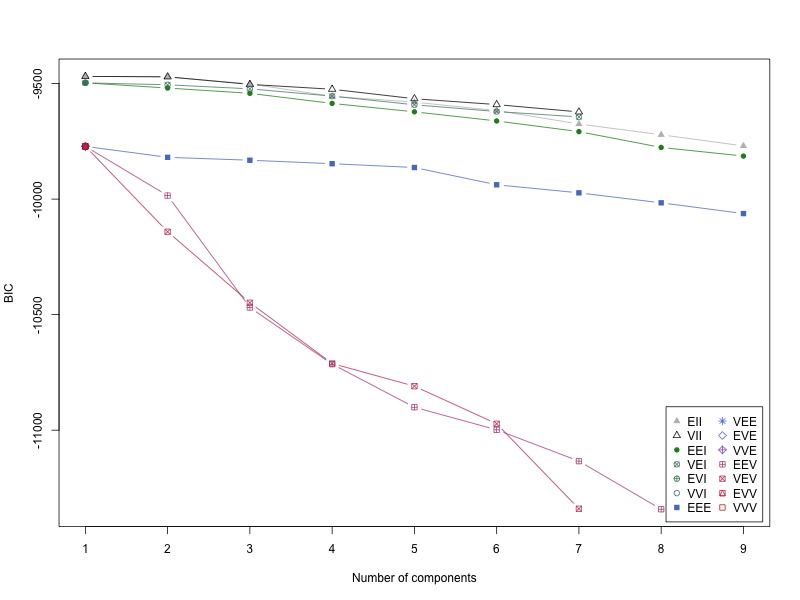 BIC
-9500
-10000
-10500
-11000
1 2 3 4 5 6 7 8 9
Number of components
EII VEE
VII EVE
EEI VVE
VEI EEV
EVI VEV
VVI EVV
EEE VVV